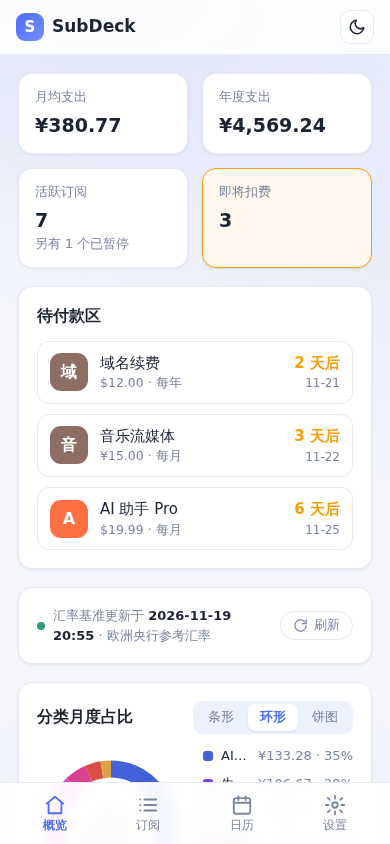 S SubDeck
月均支出
¥380.77
年度支出
¥4,569.24
活跃订阅
7
另有 1 个已暂停
即将扣费
3
待付款区
域 域名续费 2 天后
$12.00 · 每年 11-21
音 音乐流媒体 3 天后
¥15.00 · 每月 11-22
A AI 助手 Pro 6 天后
$19.99 · 每月 11-25
汇率基准更新于 2026-11-19
20:55 · 欧洲央行参考汇率
刷新
分类月度占比
条形 环形 饼图
AI… ¥133.28 · 35%
概览 订阅 日历 设置